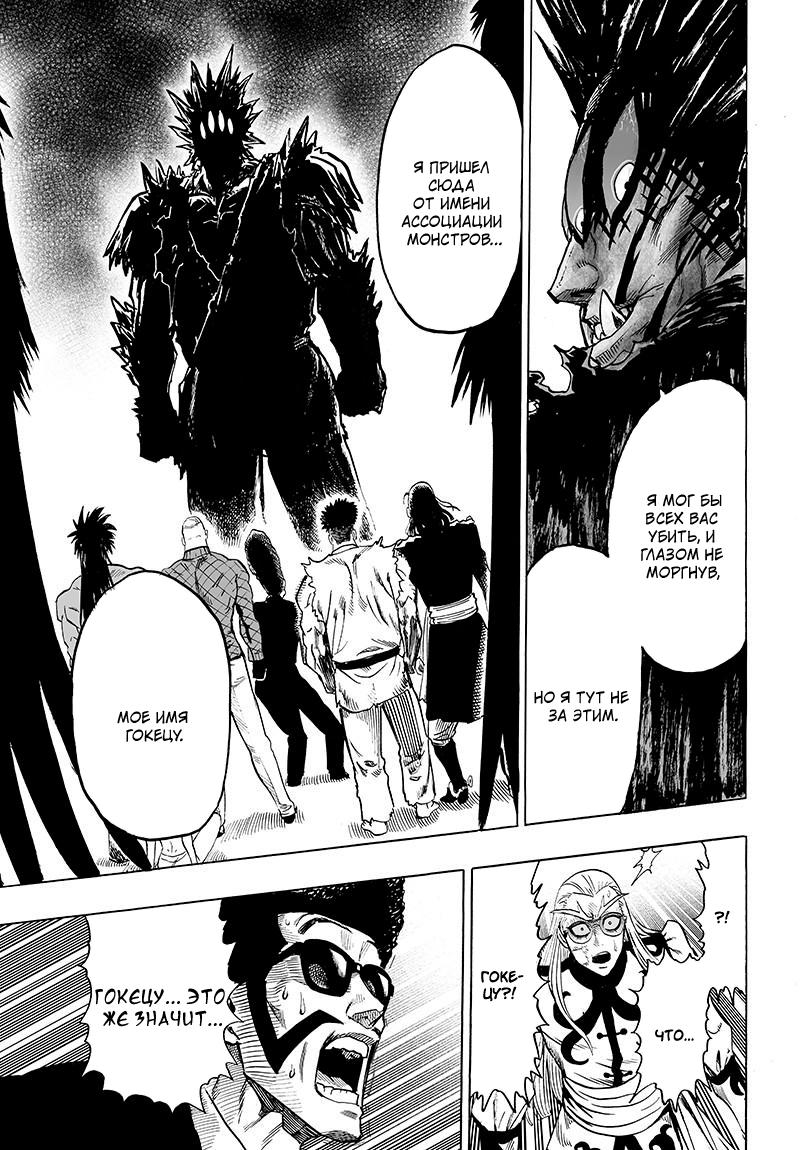 Я МОГ БЫ
ВСЕХ ВАС
УБИТЬ, И
ГЛАЗОМ НЕ
МОРГНУВ,
НО Я ТУТ НЕ
ЗА ЭТИМ.
Я ПРИШЕЛ
СЮДА
ОТ ИМЕНИ
АССОЦИАЦИИ
МОНСТРОВ...
МОЕ ИМЯ
ГОКЕЦУ.
?!
ЧТО...
ГОКЕ-
ЦУ?!
ГОКЕЦУ... ЭТО
ЖЕ ЗНАЧИТ...